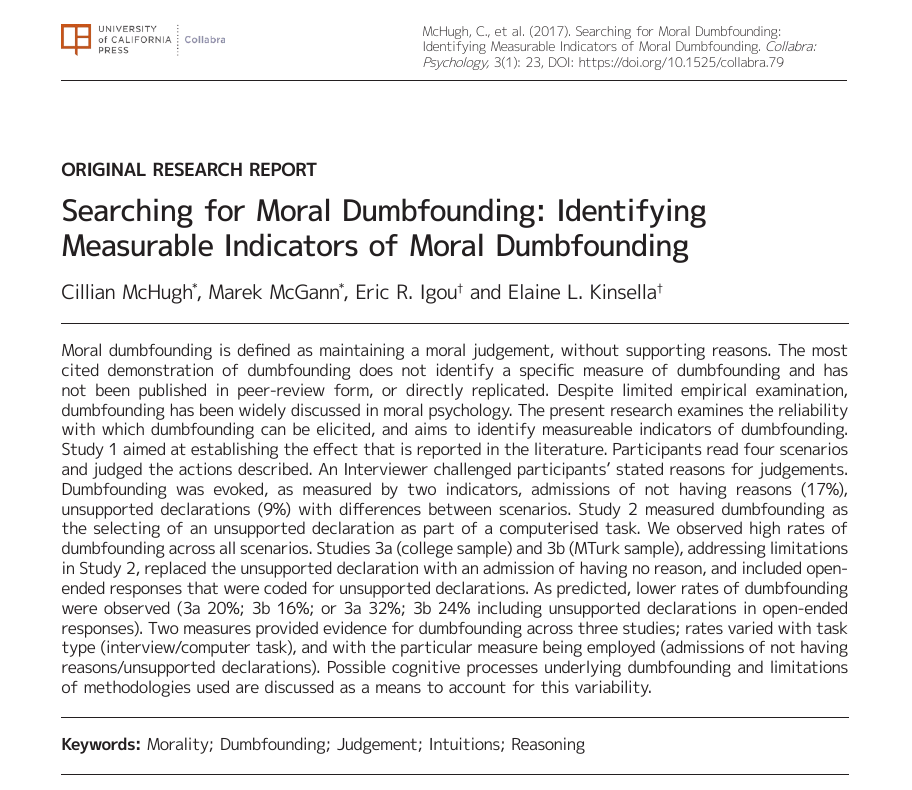 UNIVERSITY
of CALIFORNIA
PRESS
Collabra
McHugh, C., et al. (2017). Searching for Moral Dumbfounding:
Identifying Measurable Indicators of Moral Dumbfounding. Collabra:
Psychology, 3(1): 23, DOI: https://doi.org/10.1525/collabra.79
ORIGINAL RESEARCH REPORT
Searching for Moral Dumbfounding: Identifying
Measurable Indicators of Moral Dumbfounding
Cillian McHugh*, Marek McGann*, Eric R. Igou† and Elaine L. Kinsella†
Moral dumbfounding is defined as maintaining a moral judgement, without supporting reasons. The most
cited demonstration of dumbfounding does not identify a specific measure of dumbfounding and has
not been published in peer-review form, or directly replicated. Despite limited empirical examination,
dumbfounding has been widely discussed in moral psychology. The present research examines the reliability
with which dumbfounding can be elicited, and aims to identify measureable indicators of dumbfounding.
Study 1 aimed at establishing the effect that is reported in the literature. Participants read four scenarios
and judged the actions described. An Interviewer challenged participants' stated reasons for judgements.
Dumbfounding was evoked, as measured by two indicators, admissions of not having reasons (17%),
unsupported declarations (9%) with differences between scenarios. Study 2 measured dumbfounding as
the selecting of an unsupported declaration as part of a computerised task. We observed high rates of
dumbfounding across all scenarios. Studies 3a (college sample) and 3b (MTurk sample), addressing limitations
in Study 2, replaced the unsupported declaration with an admission of having no reason, and included open-
ended responses that were coded for unsupported declarations. As predicted, lower rates of dumbfounding
were observed (3a 20%; 3b 16%; or 3a 32%; 3b 24% including unsupported declarations in open-ended
responses). Two measures provided evidence for dumbfounding across three studies; rates varied with task
type (interview/computer task), and with the particular measure being employed (admissions of not having
reasons/unsupported declarations). Possible cognitive processes underlying dumbfounding and limitations
of methodologies used are discussed as a means to account for this variability.
Keywords: Morality; Dumbfounding; Judgement; Intuitions; Reasoning